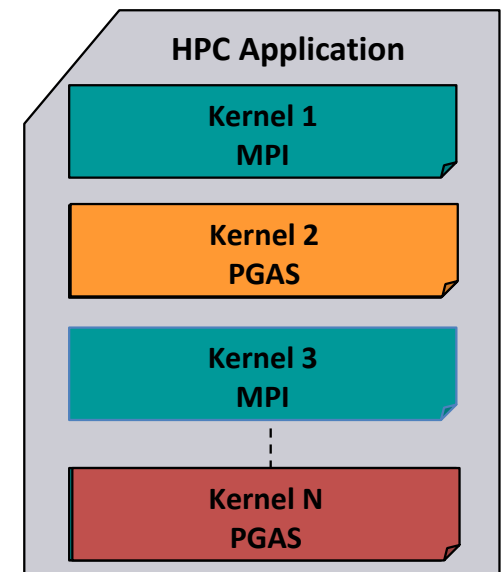 HPC Application
Kernel 1
MPI
Kernel 2
PGAS
Kernel 3
MPI
Kernel N
PGAS